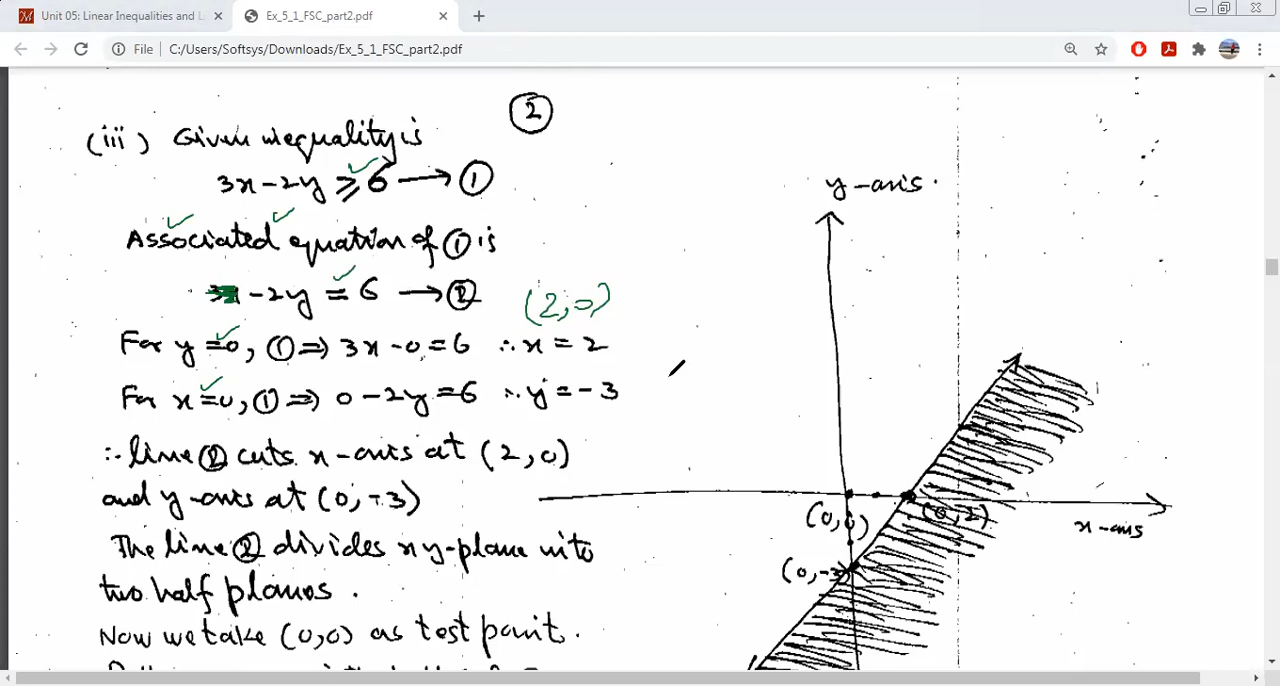 Unit 05: Linear Inequalities and L
Ex_5_1_FSC_part2.pdf
File
C:/Users/Softsys/Downloads/Ex_5_1_FSC_part2.pdf
②
(iii) Given inequality is
3x-2y ≥ 6 → ①
Associated equation of ① is
3x-2y = 6 → ②
(2,0)
For y=0, ① ⇒ 3x-0=6 ∴ x=2
For x=0, ① ⇒ 0-2y=6 ∴ y=-3
∴ line ② cuts x-axis at (2,0)
and y-axis at (0,-3)
The line ② divides xy-plane into
two half planes.
Now we take (0,0) as test point.
y-axis
(0,0)
(0,2)
x-axis
(0,-3)